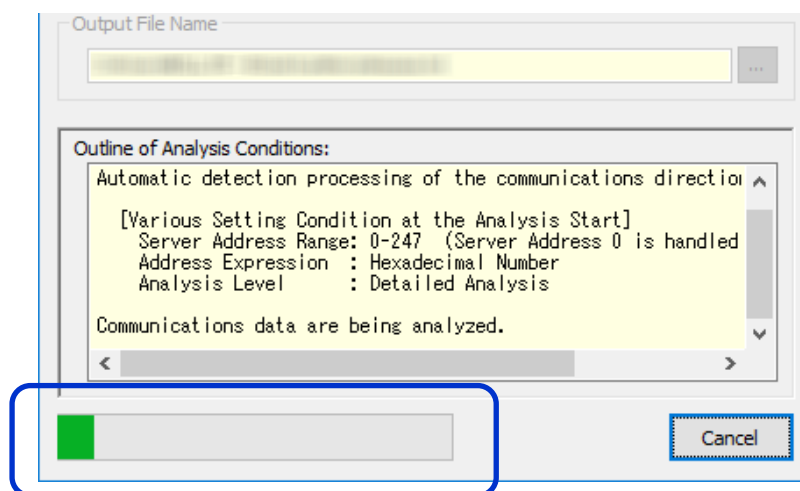 Output File Name
...
Outline of Analysis Conditions:
Automatic detection processing of the communications direction
[Various Setting Condition at the Analysis Start]
Server Address Range: 0-247 (Server Address 0 is handled
Address Expression : Hexadecimal Number
Analysis Level : Detailed Analysis
Communications data are being analyzed.
Cancel